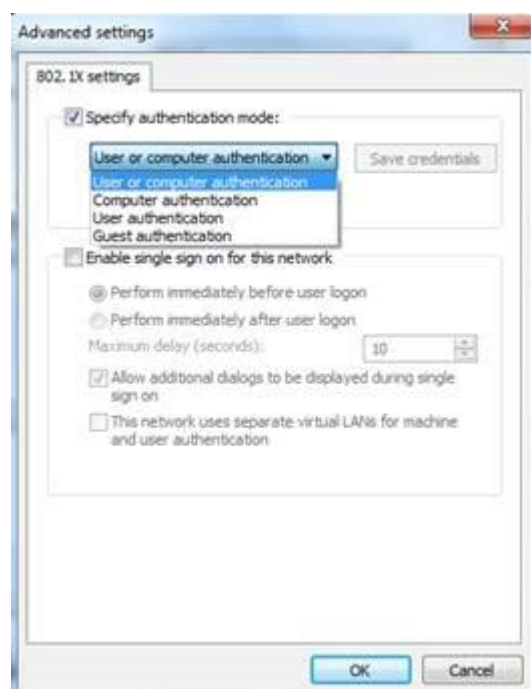 Advanced settings
802.1X settings
Specify authentication mode:
User or computer authentication
Save credentials
User or computer authentication
Computer authentication
User authentication
Guest authentication
Enable single sign on for this network
Perform immediately before user logon
Perform immediately after user logon
Maximum delay (seconds):
10
Allow additional dialogs to be displayed during single
sign on
This network uses separate virtual LANs for machine
and user authentication
OK
Cancel